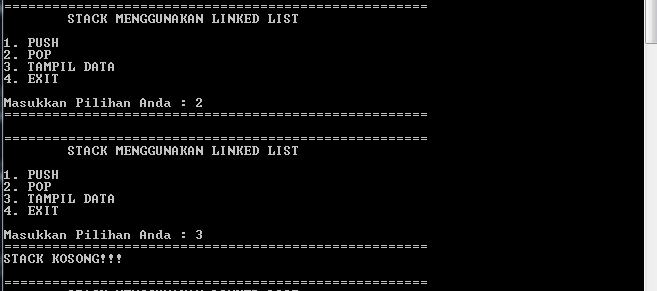 =====================================================
STACK MENGGUNAKAN LINKED LIST
1. PUSH
2. POP
3. TAMPIL DATA
4. EXIT
Masukkan Pilihan Anda : 2
=====================================================
=====================================================
STACK MENGGUNAKAN LINKED LIST
1. PUSH
2. POP
3. TAMPIL DATA
4. EXIT
Masukkan Pilihan Anda : 3
=====================================================
STACK KOSONG!!!
=====================================================